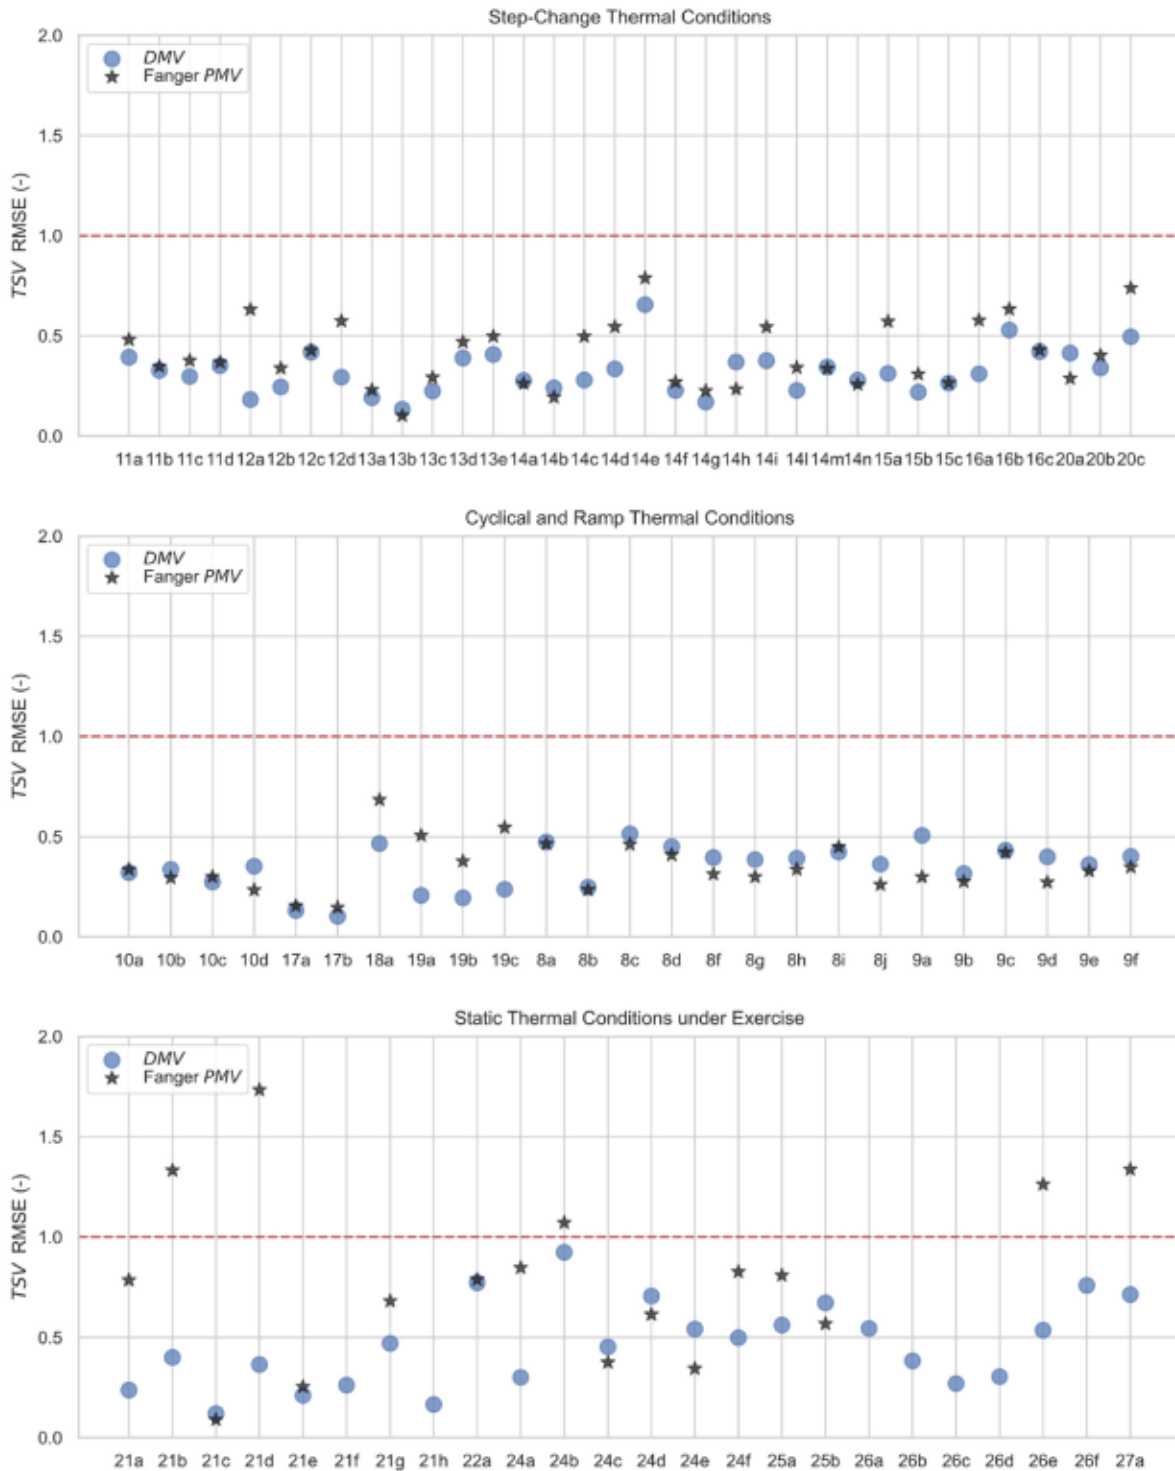 Step-Change Thermal Conditions
2.0
DMV
Fanger PMV
1.5
1.0
0.5
0.0
TSV RMSE (-)
11a 11b 11c 11d 12a 12b 12c 12d 13a 13b 13c 13d 13e 14a 14b 14c 14d 14e 14f 14g 14h 14i 14l 14m 14n 15a 15b 15c 16a 16b 16c 20a 20b 20c
Cyclical and Ramp Thermal Conditions
2.0
DMV
Fanger PMV
1.5
1.0
0.5
0.0
TSV RMSE (-)
10a 10b 10c 10d 17a 17b 18a 19a 19b 19c 8a 8b 8c 8d 8f 8g 8h 8i 8j 9a 9b 9c 9d 9e 9f
Static Thermal Conditions under Exercise
2.0
DMV
Fanger PMV
1.5
1.0
0.5
0.0
TSV RMSE (-)
21a 21b 21c 21d 21e 21f 21g 21h 22a 24a 24b 24c 24d 24e 24f 25a 25b 26a 26b 26c 26d 26e 26f 27a